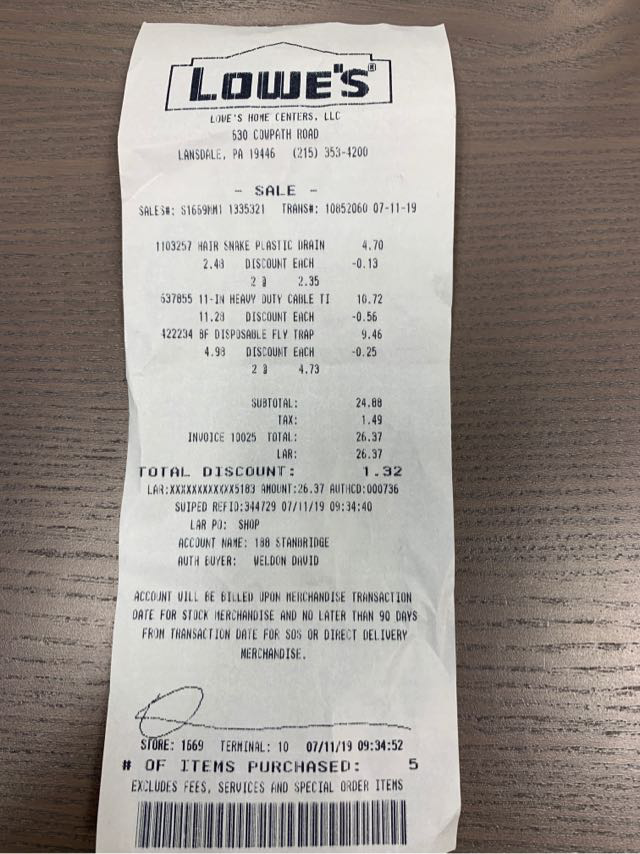 LOWE'S®
LOWE'S HOME CENTERS, LLC
630 COWPATH ROAD
LANSDALE, PA 19446 (215) 353-4200
- SALE -
SALES#: S1669MM1 1335321 TRANS#: 10852060 07-11-19
1103257 HAIR SNAKE PLASTIC DRAIN 4.70
2.48 DISCOUNT EACH -0.13
2 @ 2.35
637855 11-IN HEAVY DUTY CABLE TI 10.72
11.28 DISCOUNT EACH -0.56
422234 BF DISPOSABLE FLY TRAP 9.46
4.98 DISCOUNT EACH -0.25
2 @ 4.73
SUBTOTAL: 24.88
TAX: 1.49
INVOICE 10025 TOTAL: 26.37
LAR: 26.37
TOTAL DISCOUNT: 1.32
LAR:XXXXXXXXXXXX5183 AMOUNT:26.37 AUTHCD:000736
SWIPED REFID:344729 07/11/19 09:34:40
LAR PO: SHOP
ACCOUNT NAME: 188 STANBRIDGE
AUTH BUYER: WELDON DAVID
ACCOUNT WILL BE BILLED UPON MERCHANDISE TRANSACTION
DATE FOR STOCK MERCHANDISE AND NO LATER THAN 90 DAYS
FROM TRANSACTION DATE FOR SOS OR DIRECT DELIVERY
MERCHANDISE.
STORE: 1669 TERMINAL: 10 07/11/19 09:34:52
# OF ITEMS PURCHASED: 5
EXCLUDES FEES, SERVICES AND SPECIAL ORDER ITEMS